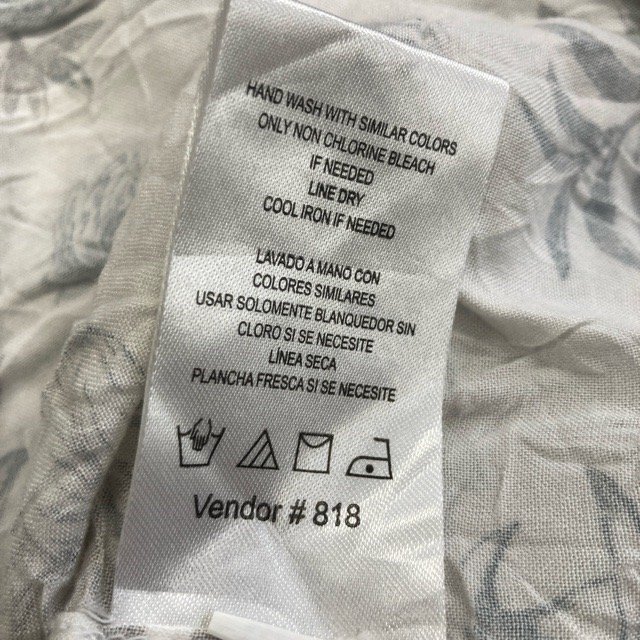 HAND WASH WITH SIMILAR COLORS
ONLY NON CHLORINE BLEACH
IF NEEDED
LINE DRY
COOL IRON IF NEEDED
LAVADO A MANO CON
COLORES SIMILARES
USAR SOLOMENTE BLANQUEDOR SIN
CLORO SI SE NECESITE
LÍNEA SECA
PLANCHA FRESCA SI SE NECESITE
Vendor # 818